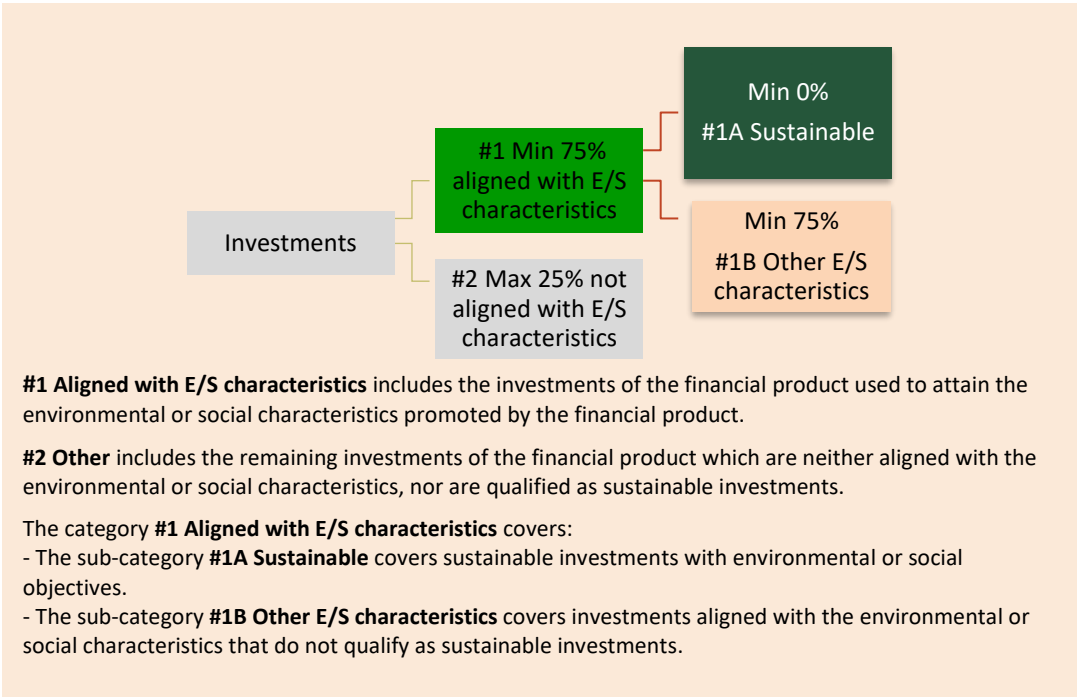 Min 0%
#1A Sustainable
#1 Min 75%
aligned with E/S
characteristics
Min 75%
#1B Other E/S
characteristics
Investments
#2 Max 25% not
aligned with E/S
characteristics
#1 Aligned with E/S characteristics includes the investments of the financial product used to attain the
environmental or social characteristics promoted by the financial product.
#2 Other includes the remaining investments of the financial product which are neither aligned with the
environmental or social characteristics, nor are qualified as sustainable investments.
The category #1 Aligned with E/S characteristics covers:
- The sub-category #1A Sustainable covers sustainable investments with environmental or social
objectives.
- The sub-category #1B Other E/S characteristics covers investments aligned with the environmental or
social characteristics that do not qualify as sustainable investments.